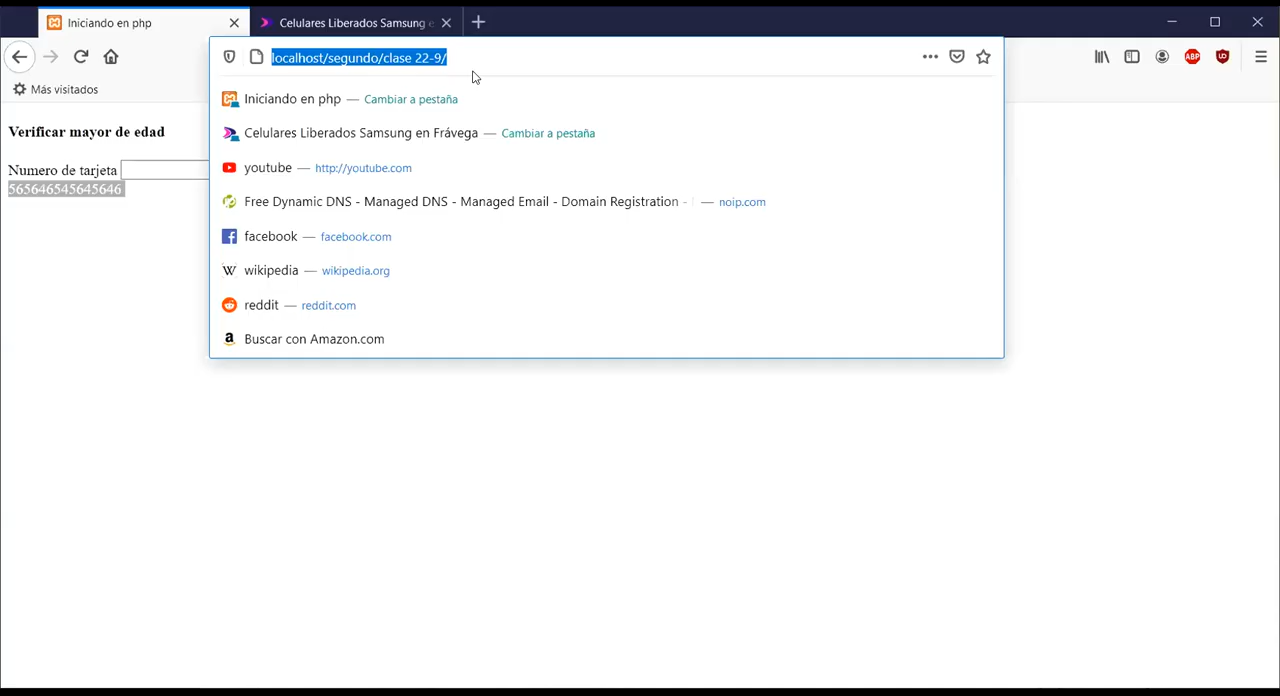 Iniciando en php
Celulares Liberados Samsung e
localhost/segundo/clase 22-9/
ABP
Más visitados
Iniciando en php — Cambiar a pestaña
Verificar mayor de edad
Celulares Liberados Samsung en Frávega — Cambiar a pestaña
Numero de tarjeta
youtube — http://youtube.com
565646545645646
Free Dynamic DNS - Managed DNS - Managed Email - Domain Registration - — noip.com
facebook — facebook.com
W wikipedia — wikipedia.org
reddit — reddit.com
a Buscar con Amazon.com